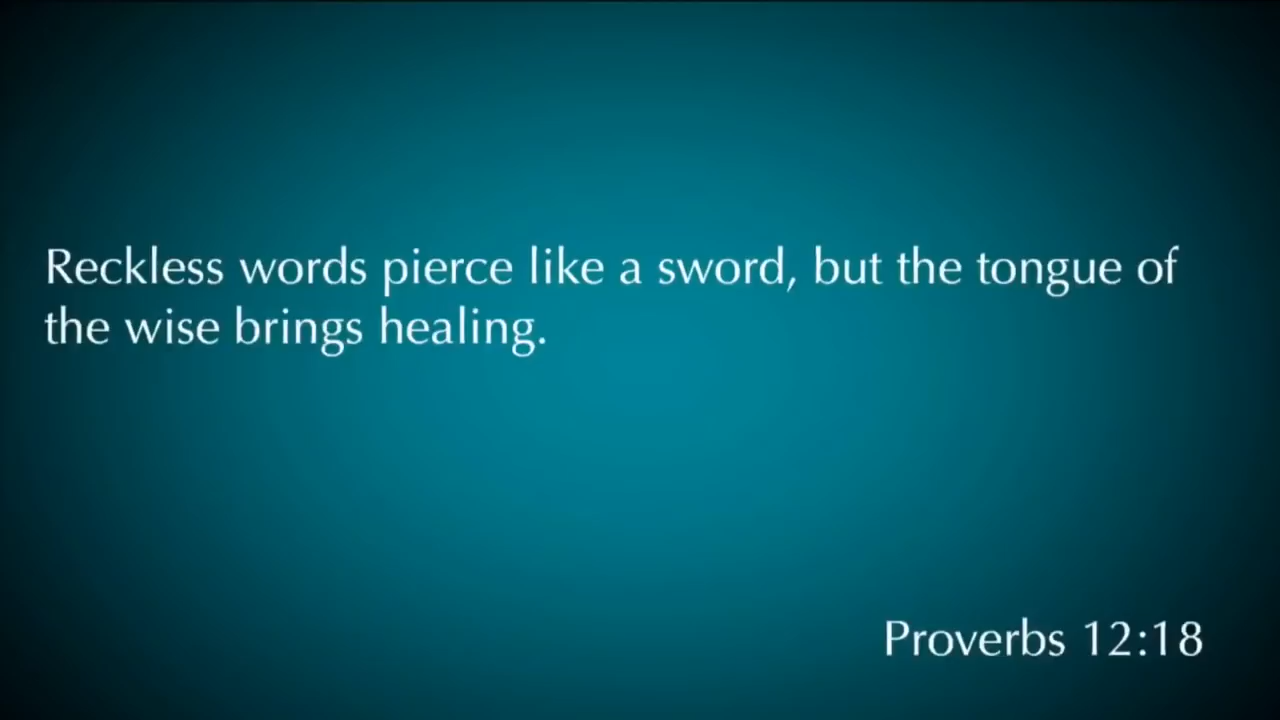 Reckless words pierce like a sword, but the tongue of
the wise brings healing.
Proverbs 12:18